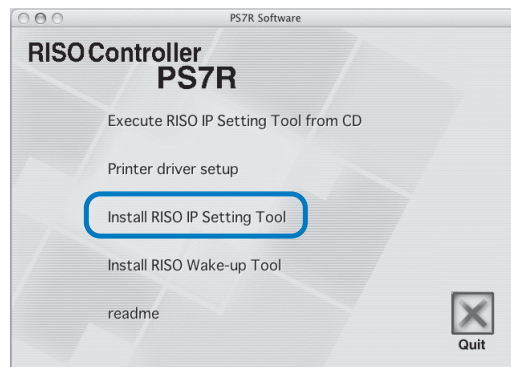 PS7R Software
RISO Controller
PS7R
Execute RISO IP Setting Tool from CD
Printer driver setup
Install RISO IP Setting Tool
Install RISO Wake-up Tool
readme
Quit